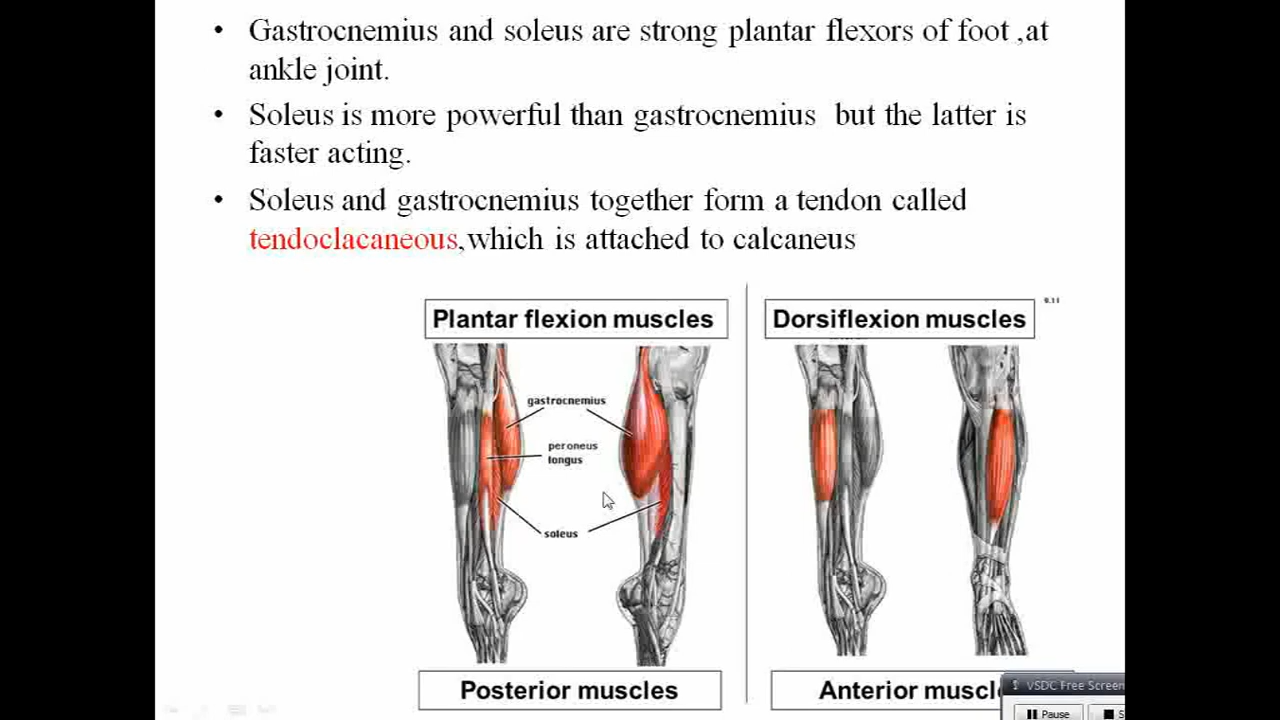 • Gastrocnemius and soleus are strong plantar flexors of foot ,at
ankle joint.
• Soleus is more powerful than gastrocnemius but the latter is
faster acting.
• Soleus and gastrocnemius together form a tendon called
tendoclacaneous,which is attached to calcaneus
Plantar flexion muscles
Dorsiflexion muscles
gastrocnemius
peroneus
longus
soleus
Posterior muscles
Anterior muscl
VSDC Free Screen
Pause
S